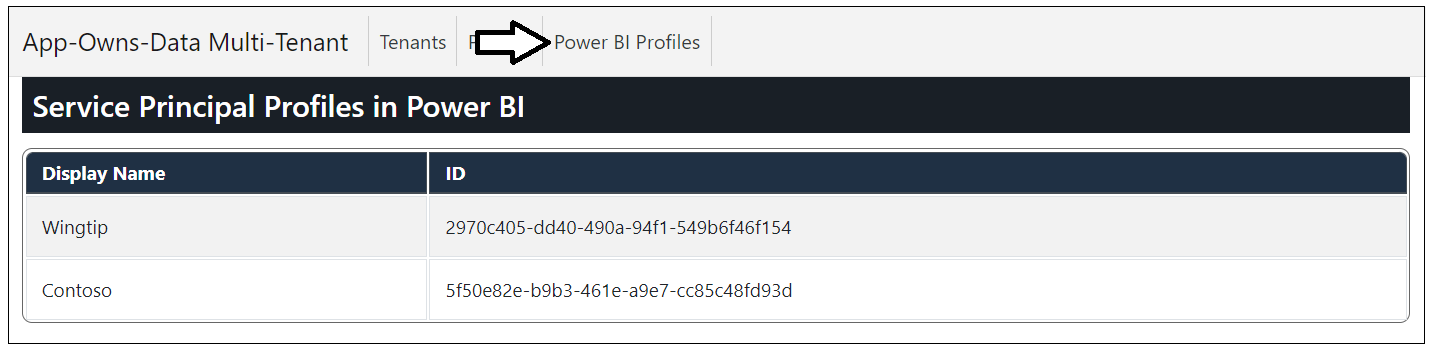 App-Owns-Data Multi-Tenant Tenants Power BI Profiles
Service Principal Profiles in Power BI
Display Name ID
Wingtip 2970c405-dd40-490a-94f1-549b6f46f154
Contoso 5f50e82e-b9b3-461e-a9e7-cc85c48fd93d